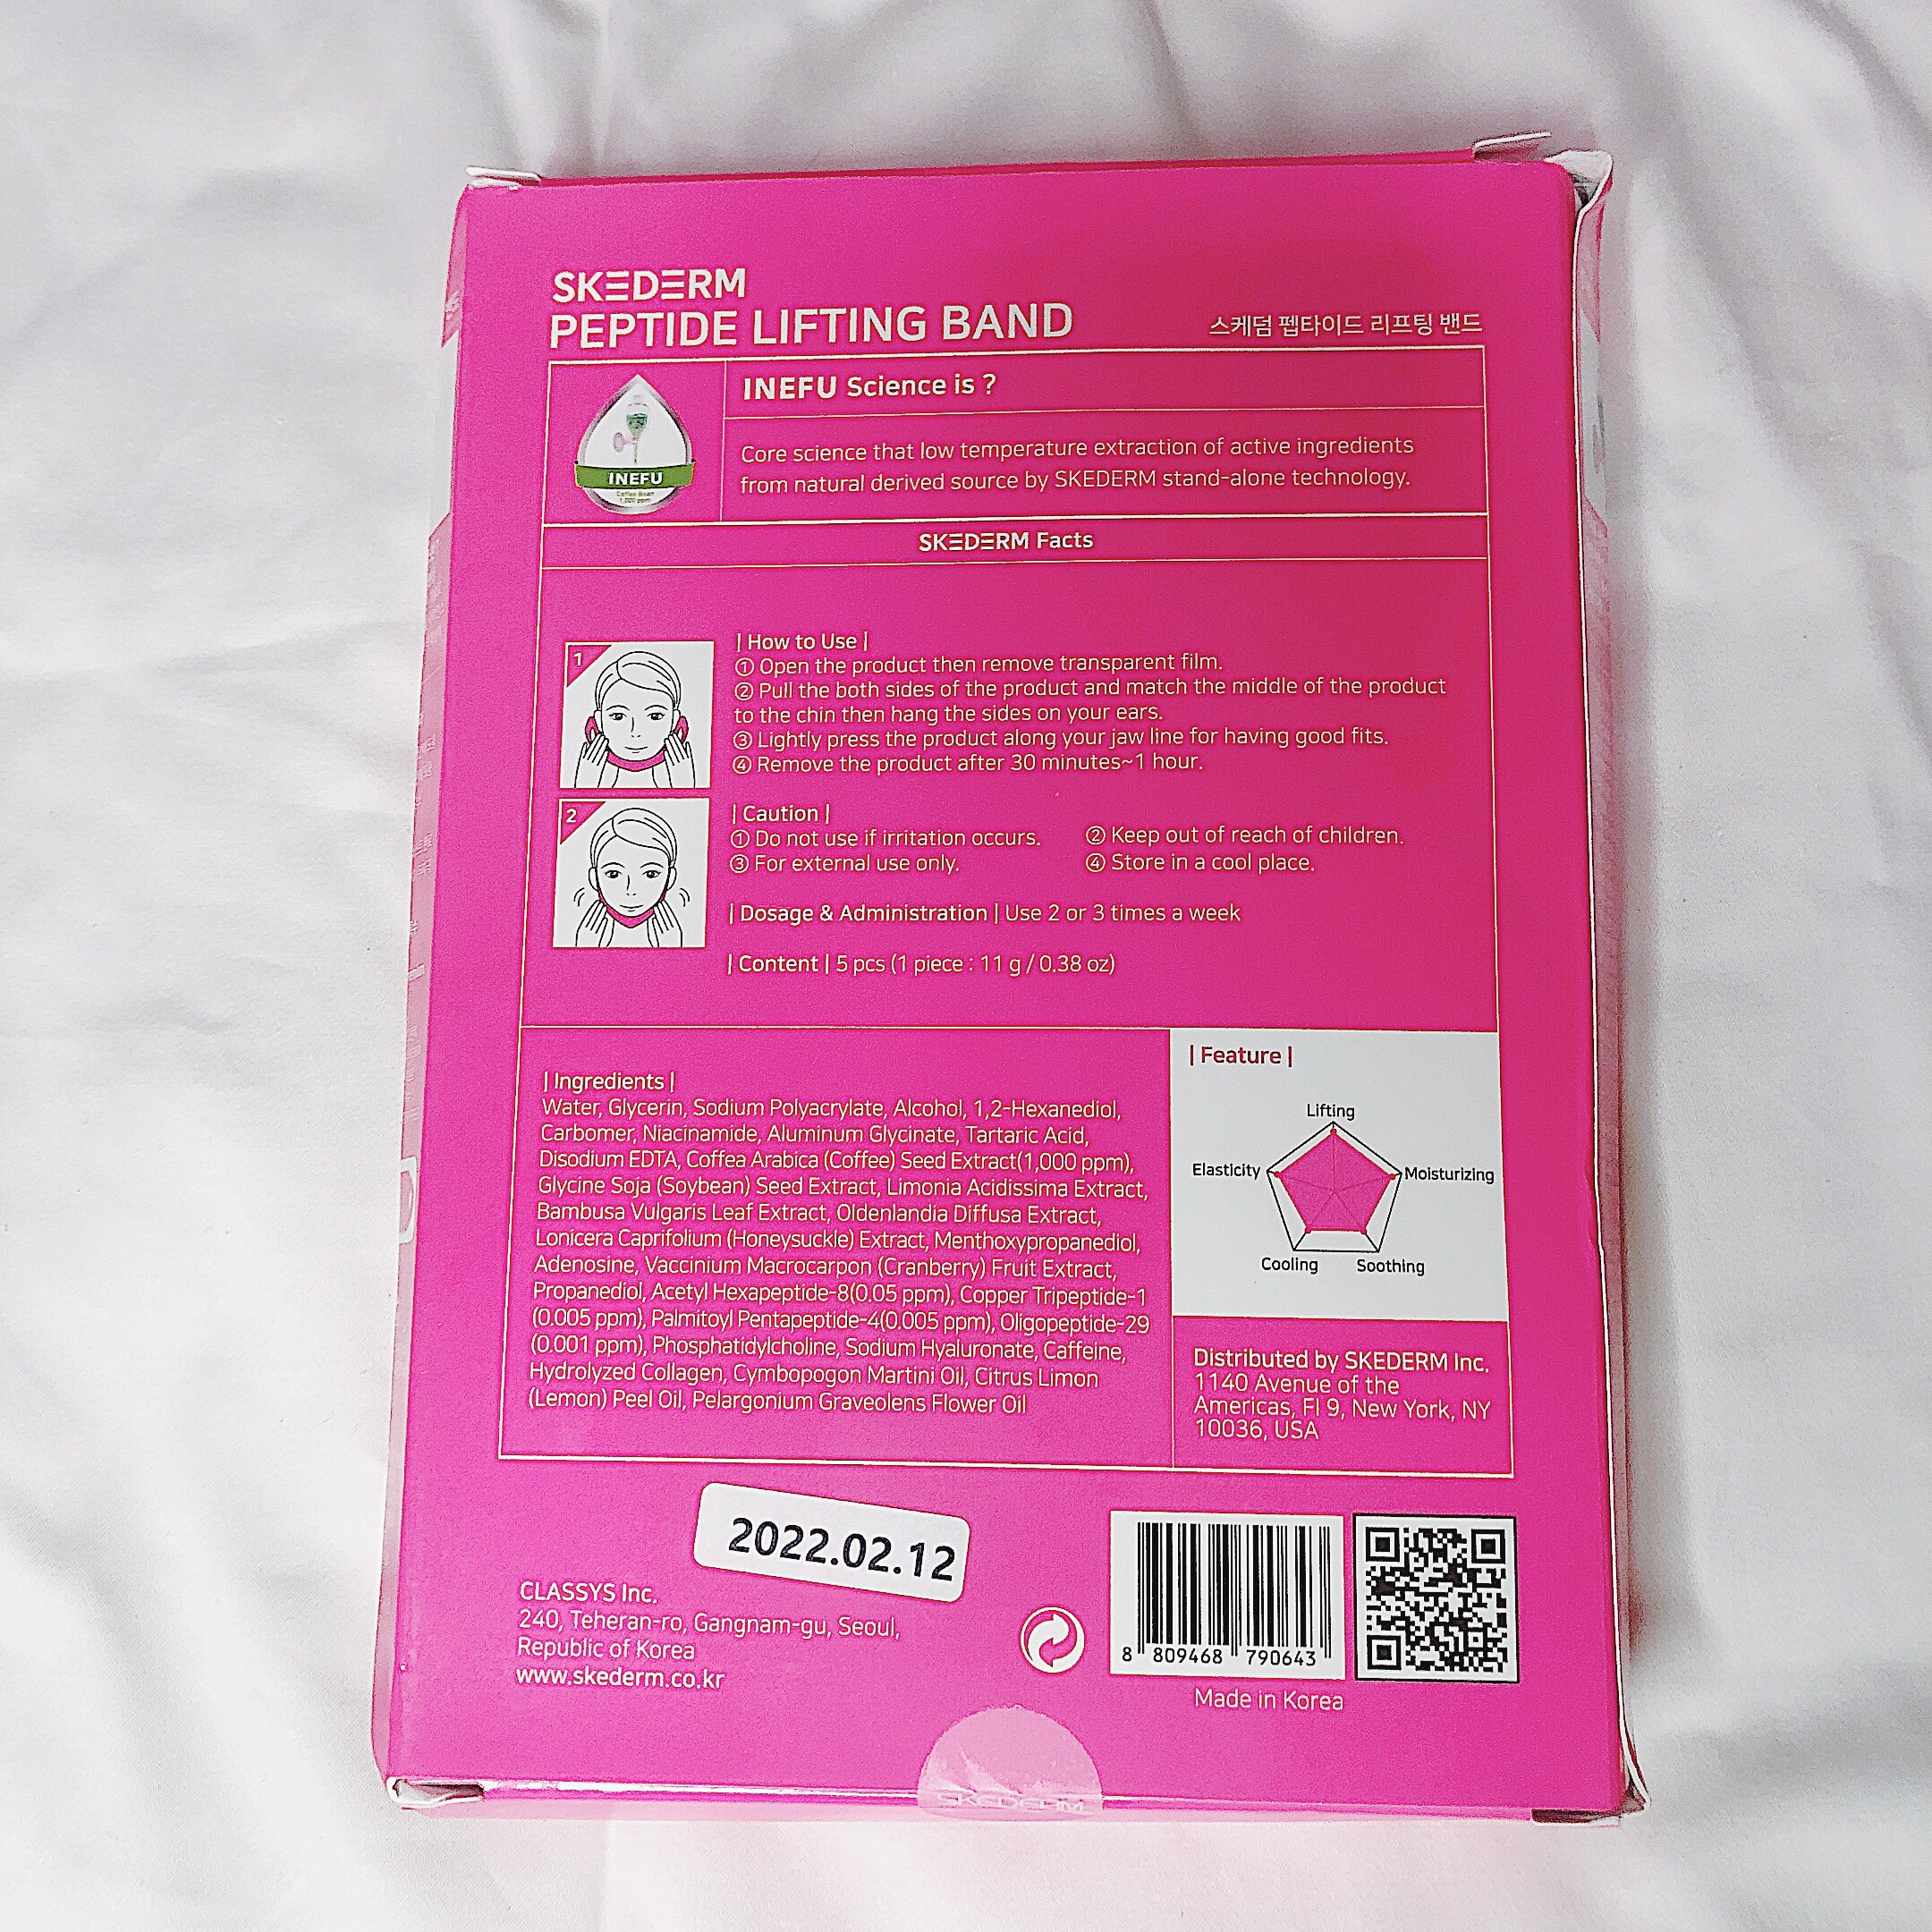 SKEDERM
PEPTIDE LIFTING BAND
스케덤 펩타이드 리프팅 밴드
INEFU
Coffee Bean
1,000 ppm
INEFU Science is ?
Core science that low temperature extraction of active ingredients
from natural derived source by SKEDERM stand-alone technology.
SKEDERM Facts
1
| How to Use |
① Open the product then remove transparent film.
② Pull the both sides of the product and match the middle of the product
to the chin then hang the sides on your ears.
③ Lightly press the product along your jaw line for having good fits.
④ Remove the product after 30 minutes~1 hour.
2
| Caution |
① Do not use if irritation occurs. ② Keep out of reach of children.
③ For external use only. ④ Store in a cool place.
| Dosage & Administration | Use 2 or 3 times a week
| Content | 5 pcs (1 piece : 11 g / 0.38 oz)
| Ingredients |
Water, Glycerin, Sodium Polyacrylate, Alcohol, 1,2-Hexanediol,
Carbomer, Niacinamide, Aluminum Glycinate, Tartaric Acid,
Disodium EDTA, Coffea Arabica (Coffee) Seed Extract(1,000 ppm),
Glycine Soja (Soybean) Seed Extract, Limonia Acidissima Extract,
Bambusa Vulgaris Leaf Extract, Oldenlandia Diffusa Extract,
Lonicera Caprifolium (Honeysuckle) Extract, Menthoxypropanediol,
Adenosine, Vaccinium Macrocarpon (Cranberry) Fruit Extract,
Propanediol, Acetyl Hexapeptide-8(0.05 ppm), Copper Tripeptide-1
(0.005 ppm), Palmitoyl Pentapeptide-4(0.005 ppm), Oligopeptide-29
(0.001 ppm), Phosphatidylcholine, Sodium Hyaluronate, Caffeine,
Hydrolyzed Collagen, Cymbopogon Martini Oil, Citrus Limon
(Lemon) Peel Oil, Pelargonium Graveolens Flower Oil
| Feature |
Lifting
Elasticity
Moisturizing
Cooling
Soothing
Distributed by SKEDERM Inc.
1140 Avenue of the
Americas, Fl 9, New York, NY
10036, USA
2022.02.12
CLASSYS Inc.
240, Teheran-ro, Gangnam-gu, Seoul,
Republic of Korea
www.skederm.co.kr
8 809468 790643
Made in Korea
SKEDERM